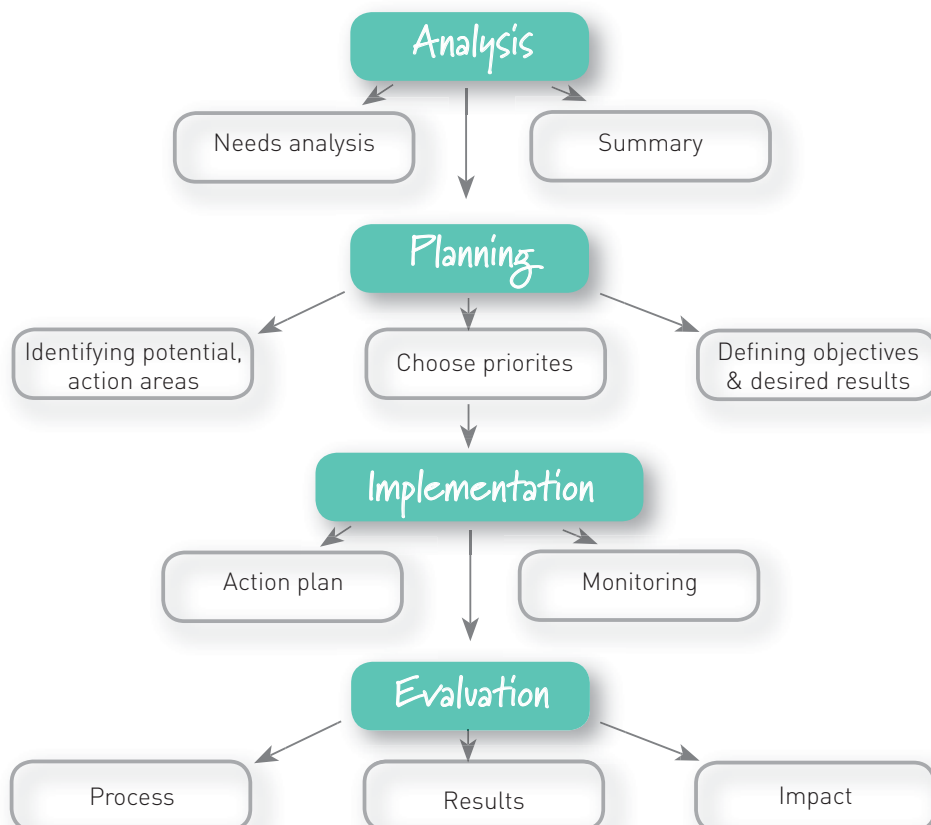 Analysis
Needs analysis
Summary
Planning
Identifying potential,
action areas
Choose priorites
Defining objectives
& desired results
Implementation
Action plan
Monitoring
Evaluation
Process
Results
Impact